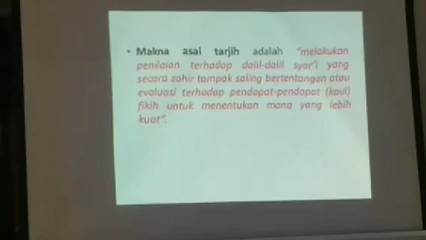 • Makna asal tarjih adalah "melakukan
penilaian terhadap dalil-dalil syar'i yang
secara zahir tampak saling bertentangan atau
evaluasi terhadap pendapat-pendapat (kaul)
fikih untuk menentukan mana yang lebih
kuat".